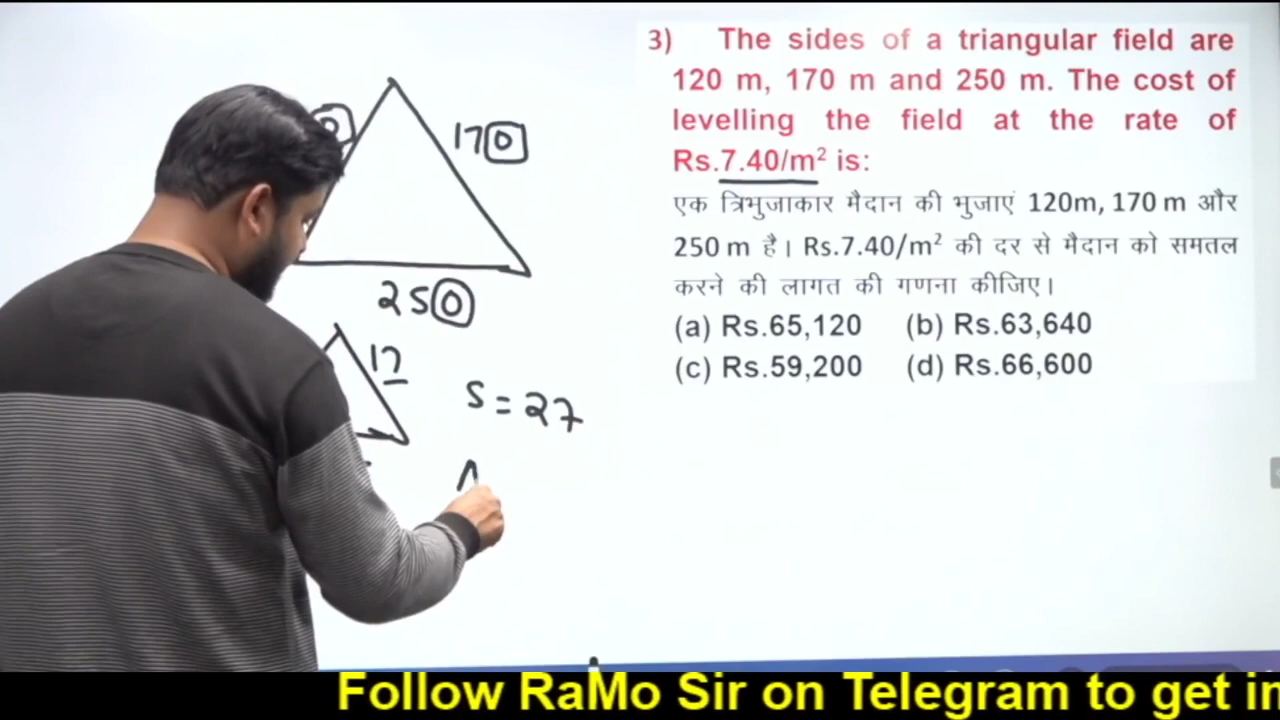 3) The sides of a triangular field are
120 m, 170 m and 250 m. The cost of
levelling the field at the rate of
Rs.7.40/m² is:
एक त्रिभुजाकार मैदान की भुजाएं 120m, 170 m और
250 m है। Rs.7.40/m² की दर से मैदान को समतल
करने की लागत की गणना कीजिए।
(a) Rs.65,120 (b) Rs.63,640
(c) Rs.59,200 (d) Rs.66,600
0
170
250
17
S = 27
Follow RaMo Sir on Telegram to get in